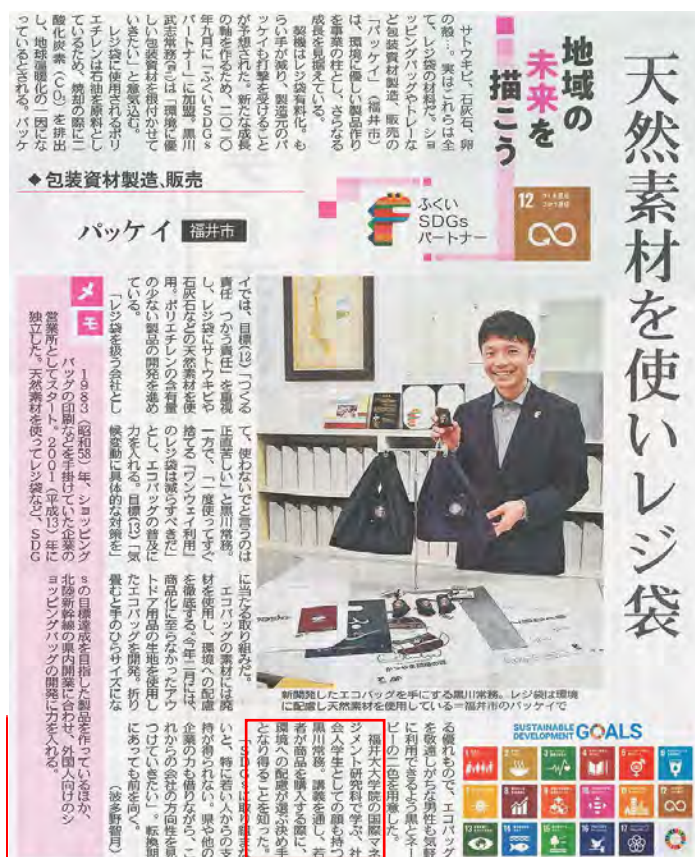 天然素材を使いレジ袋
地域の
未来を
描こう
サトウキビ、石灰石、卵
の殻…。実はこれらは全
て、レジ袋の材料だ。ショ
ッピングバッグやトレーな
ど包装資材製造、販売の
「パッケイ」（福井市）
は、環境に優しい製品作り
を事業の柱とし、さらなる
成長を見据えている。
契機はレジ袋有料化。も
らい手が減り、製造元のパ
ッケイも打撃を受けること
が予想された。新たな成長
の軸を作るため、二〇二〇
年九月に「ふくいSDGs
パートナー」に加盟。黒川
武志常務は「環境に優
しい包装資材を根付かせて
いきたい」と意気込む。
レジ袋に使用されるポリ
エチレンは石油を原料とし
ているため、焼却の際に二
酸化炭素（CO₂）を排出
し、地球温暖化の一因にな
っているとされる。パッケ
◆包装資材製造、販売
パッケイ 福井市
ふくい
SDGs
パートナー
12 つくる責任
つかう責任
イでは、目標⑫「つくる
責任 つかう責任」を重視
し、レジ袋にサトウキビや
石灰石などの天然素材を使
用。ポリエチレンの含有量
の少ない製品の開発を進め
ている。
「レジ袋を扱う会社とし
て、使わないでと言うのは
正直苦しい」と黒川常務。
一方で、「一度使ってすぐ
捨てる「ワンウェイ利用」
のレジ袋は減らすべきだ」
とし、エコバッグの普及に
力を入れる。目標⑬「気
候変動に具体的な対策を」
に当たる取り組みだ。
エコバッグの素材には廃
材を使用し、環境への配慮
を徹底する。今年二月には、
商品化に至らなかったアウ
トドア用品の生地を使用し
たエコバッグを開発。折り
畳むと手のひらサイズにな
る優れもので、エコバッグ
を敬遠しがちな男性も気軽
に利用できるよう黒とネー
ビーの二色を用意した。
福井大大学院の国際マネ
ジメント研究科で学ぶ、社
会人学生としての顔も持つ
黒川常務。講義を通し、若
者が商品を購入する際に、
環境への配慮が選ぶ決め手
となり得ることを知った。
「SDGsに取り組まな
いと、特に若い人からの支
持が得られない。県や他の
企業の力も借りながら、こ
れからの会社の方向性を見
つけていきたい」。転換期
にあっても前を向く。
（波多野智月）
新開発したエコバッグを手にする黒川常務。レジ袋は環境
に配慮し天然素材を使用している＝福井市のパッケイで
メモ
1983（昭和58）年、ショッピング
バッグの印刷などを手掛けていた企業の
営業所としてスタート。2001（平成13）年に
独立した。天然素材を使ってレジ袋など、SDG
sの目標達成を目指した製品を作っているほか、
北陸新幹線の県内開業に合わせ、外国人向けのシ
ョッピングバッグの開発に力を入れる。
SUSTAINABLE
DEVELOPMENT GOALS